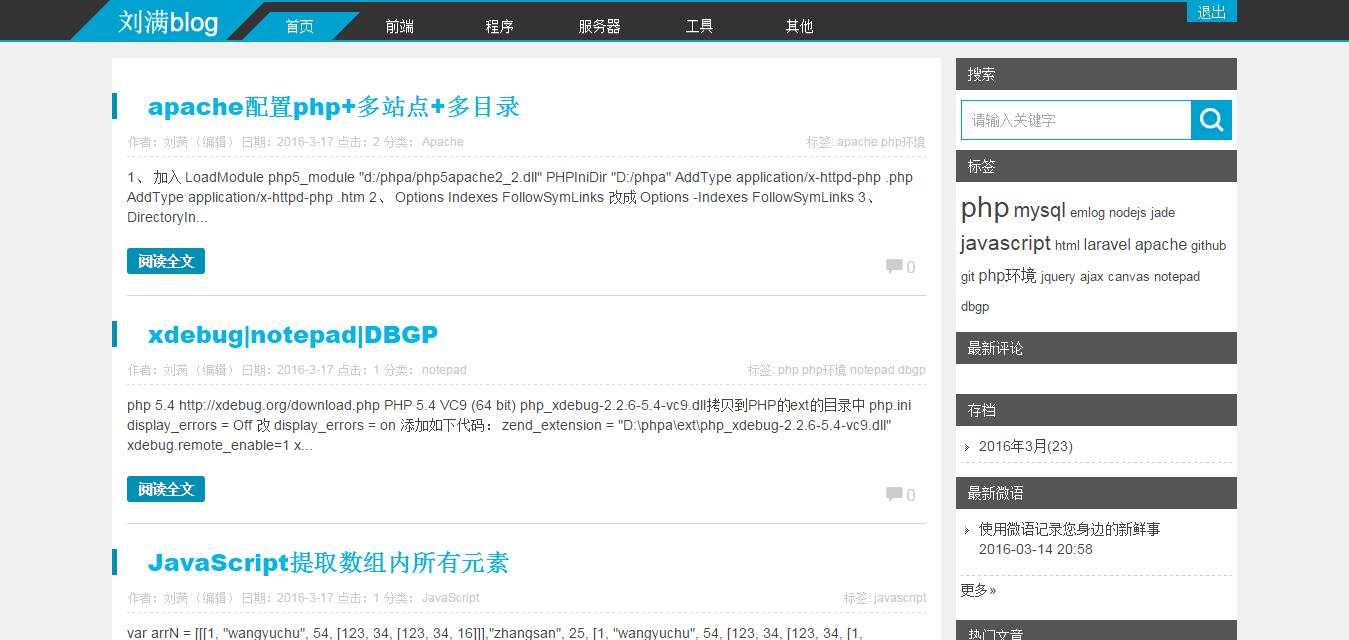 刘满blog 首页 前端 程序 服务器 工具 其他 退出
apache配置php+多站点+多目录
作者：刘满（编辑） 日期：2016-3-17 点击：2 分类： Apache 标签: apache php环境
1、 加入 LoadModule php5_module "d:/phpa/php5apache2_2.dll" PHPIniDir "D:/phpa" AddType application/x-httpd-php .php
AddType application/x-httpd-php .htm 2、 Options Indexes FollowSymLinks 改成 Options -Indexes FollowSymLinks 3、
DirectoryIn...
阅读全文 0
xdebug|notepad|DBGP
作者：刘满（编辑） 日期：2016-3-17 点击：1 分类： notepad 标签: php php环境 notepad dbgp
php 5.4 http://xdebug.org/download.php PHP 5.4 VC9 (64 bit) php_xdebug-2.2.6-5.4-vc9.dll拷贝到PHP的ext的目录中 php.ini
display_errors = Off 改 display_errors = on 添加如下代码： zend_extension = "D:\phpa\ext\php_xdebug-2.2.6-5.4-vc9.dll"
xdebug.remote_enable=1 x...
阅读全文 0
JavaScript提取数组内所有元素
作者：刘满（编辑） 日期：2016-3-17 点击：1 分类： JavaScript 标签: javascript
var arrN = [[[1, "wangyuchu", 54, [123, 34, [123, 34, 16]]],"zhangsan", 25, [1, "wangyuchu", 54, [123, 34, [123, 34, [1,
搜索
请输入关键字
标签
php mysql emlog nodejs jade
javascript html laravel apache github
git php环境 jquery ajax canvas notepad
dbgp
最新评论
存档
2016年3月(23)
最新微语
使用微语记录您身边的新鲜事
2016-03-14 20:58
更多»
热门文章